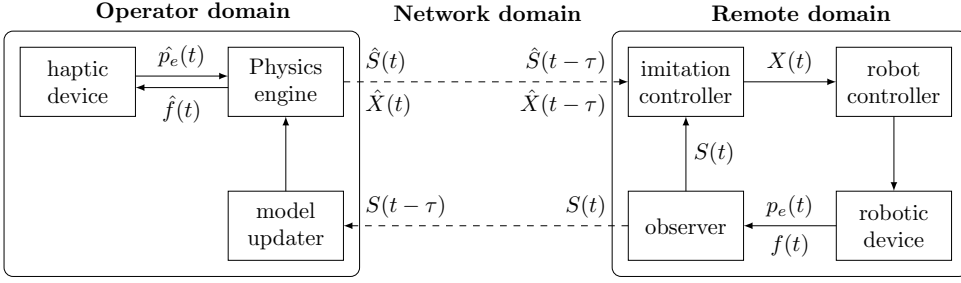 Operator domain
Network domain
Remote domain
haptic
device
p̂_e(t)
f̂(t)
Physics
engine
Ŝ(t)
X̂(t)
Ŝ(t − τ)
X̂(t − τ)
imitation
controller
X(t)
robot
controller
S(t)
model
updater
S(t − τ)
S(t)
observer
p_e(t)
f(t)
robotic
device